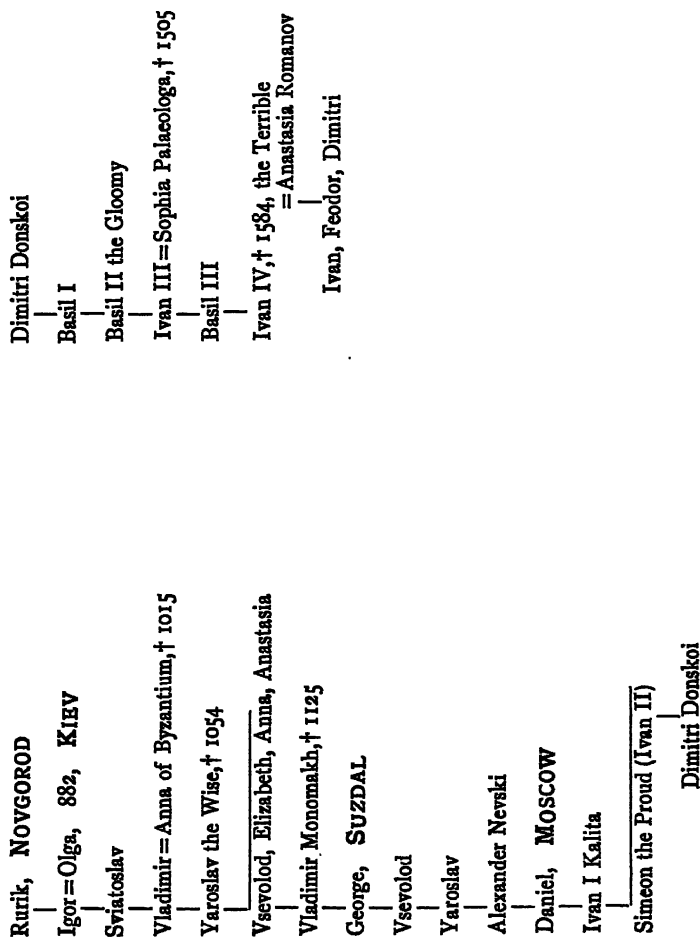 Rurik, NOVGOROD
Igor=Olga, 882, KIEV
Sviatoslav
Vladimir=Anna of Byzantium,† 1015
Yaroslav the Wise,† 1054
Vsevolod, Elizabeth, Anna, Anastasia
Vladimir Monomakh,† 1125
George, SUZDAL
Vsevolod
Yaroslav
Alexander Nevski
Daniel, MOSCOW
Ivan I Kalita
Simeon the Proud (Ivan II)
Dimitri Donskoi
Dimitri Donskoi
Basil I
Basil II the Gloomy
Ivan III=Sophia Palaeologa,† 1505
Basil III
Ivan IV,† 1584, the Terrible
=Anastasia Romanov
Ivan, Feodor, Dimitri